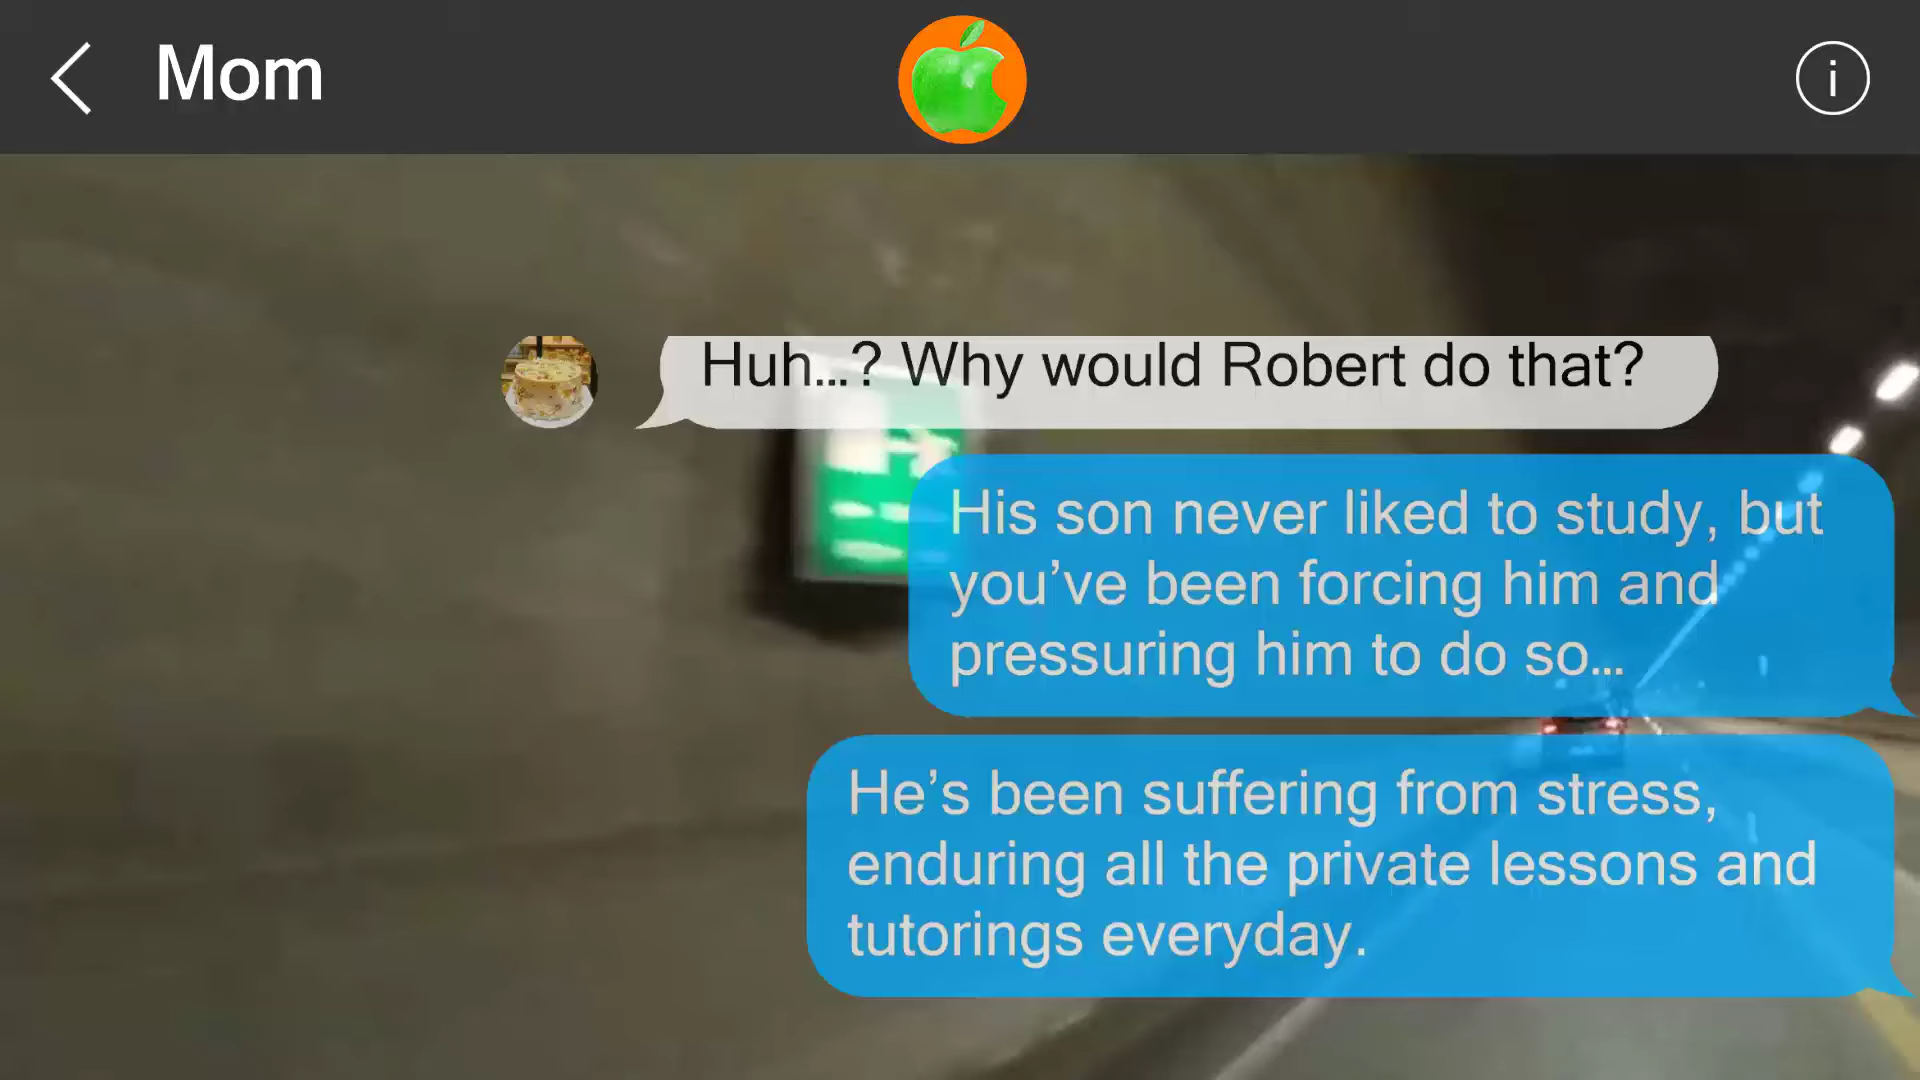 Mom
i
Huh...? Why would Robert do that?
His son never liked to study, but
you’ve been forcing him and
pressuring him to do so...
He’s been suffering from stress,
enduring all the private lessons and
tutorings everyday.